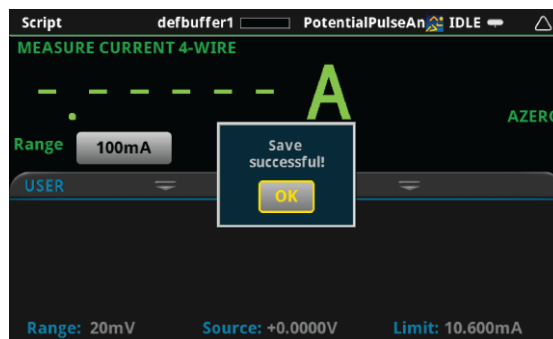 Script defbuffer1 PotentialPulseAn IDLE
MEASURE CURRENT 4-WIRE
- . - - - - - A
AZERO
Range 100mA
Save
successful!
OK
USER
Range: 20mV Source: +0.0000V Limit: 10.600mA